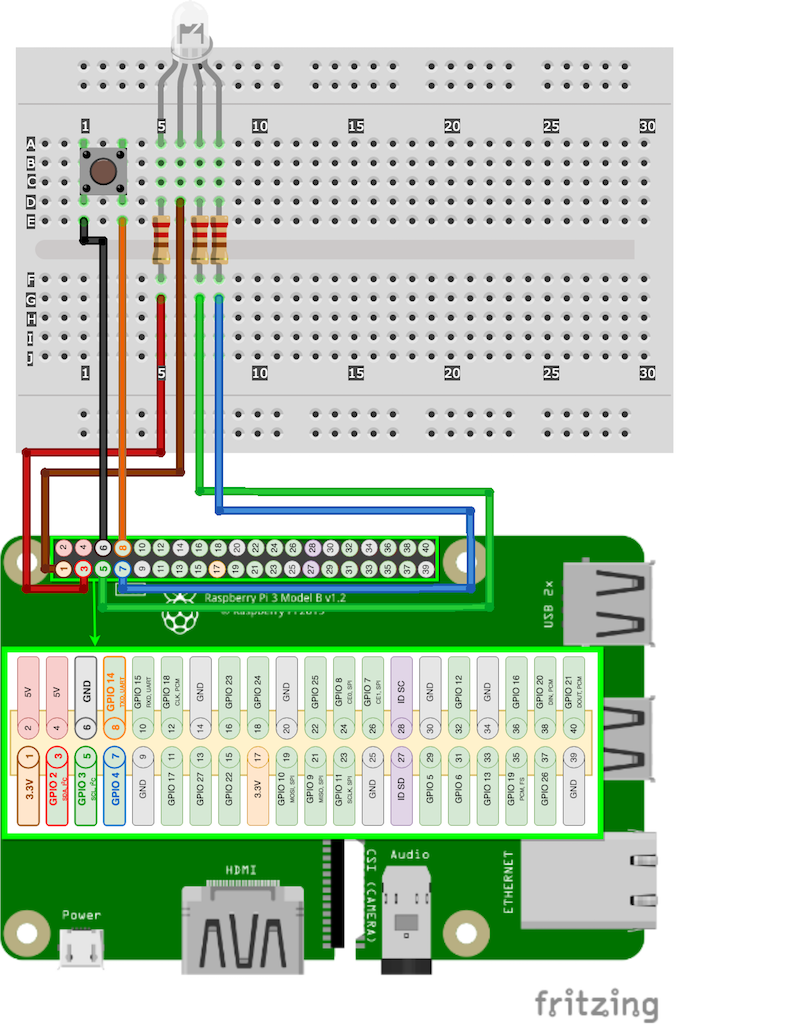 1 5 10 15 20 25 30
A
B
C
D
E
F
G
H
I
J
1 5 10 15 20 25 30
2 4 6 8 10 12 14 16 18 20 22 24 26 28 30 32 34 36 38 40
1 3 5 7 9 11 13 15 17 19 21 23 25 27 29 31 33 35 37 39
Raspberry Pi 3 Model B v1.2
© Raspberry Pi 2015
USB 2x
5V 5V GND GPIO 14 GPIO 15 GPIO 18 GND GPIO 23 GPIO 24 GND GPIO 25 GPIO 8 GPIO 7 ID SC GND GPIO 12 GND GPIO 16 GPIO 20 GPIO 21
TXD, UART RXD, UART CLK, PCM CE0, SPI CE1, SPI DIN, PCM DOUT, PCM
2 4 6 8 10 12 14 16 18 20 22 24 26 28 30 32 34 36 38 40
1 3 5 7 9 11 13 15 17 19 21 23 25 27 29 31 33 35 37 39
3.3V GPIO 2 GPIO 3 GPIO 4 GND GPIO 17 GPIO 27 GPIO 22 3.3V GPIO 10 GPIO 9 GPIO 11 GND ID SD GPIO 5 GPIO 6 GPIO 13 GPIO 19 GPIO 26 GND
SDA, I²C SCL, I²C MOSI, SPI MISO, SPI SCLK, SPI PCM, FS
HDMI
CSI (CAMERA)
Audio
ETHERNET
Power
fritzing